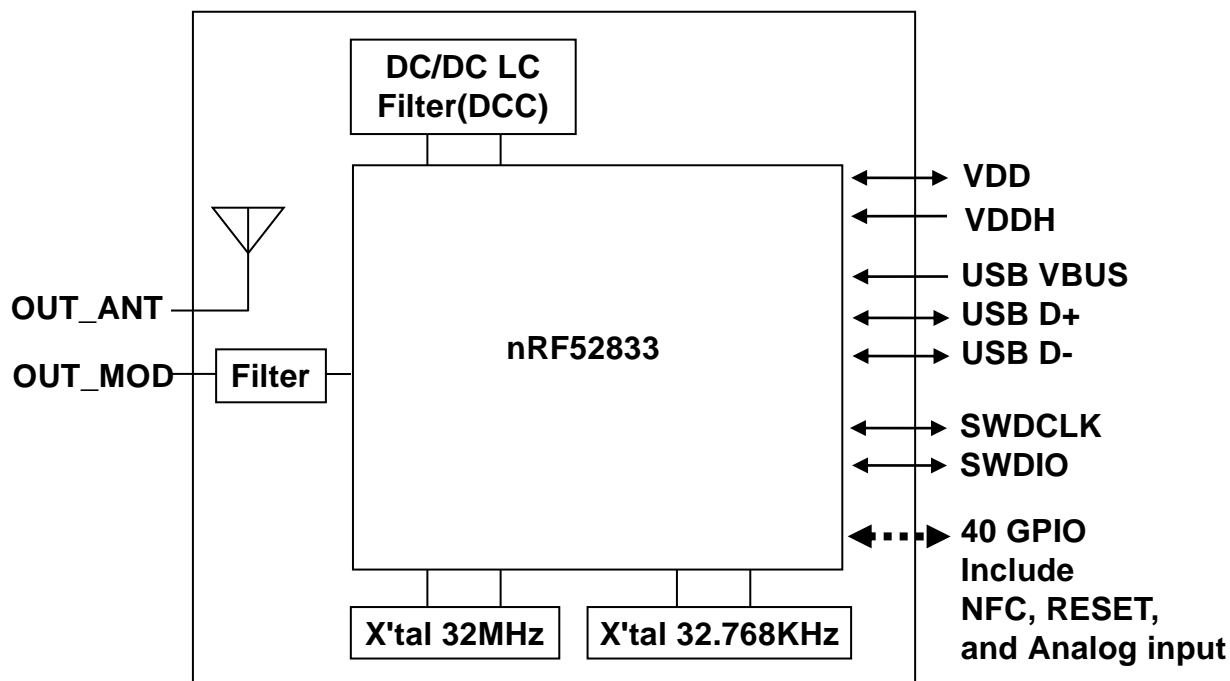 DC/DC LC
Filter(DCC)
VDD
VDDH
USB VBUS
OUT_ANT
USB D+
nRF52833
USB D-
OUT_MOD
Filter
SWDCLK
SWDIO
40 GPIO
Include
NFC, RESET,
and Analog input
X'tal 32MHz
X'tal 32.768KHz